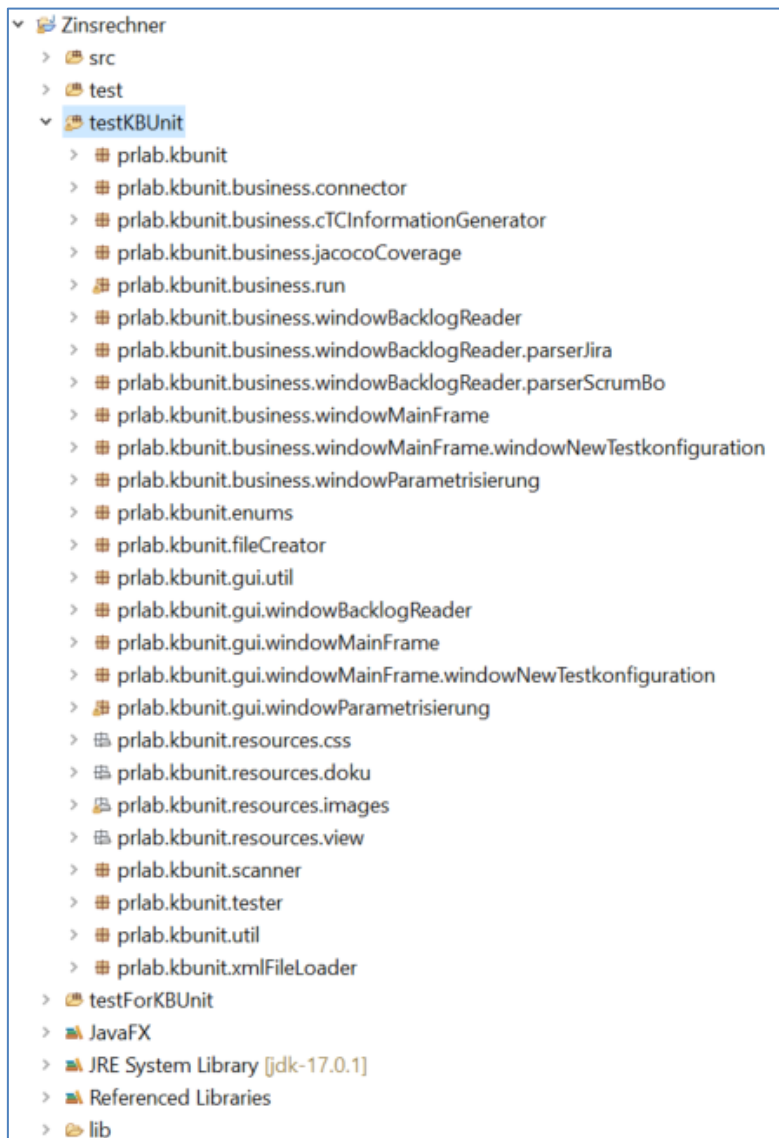 Zinsrechner
src
test
testKBUnit
prlab.kbunit
prlab.kbunit.business.connector
prlab.kbunit.business.cTCInformationGenerator
prlab.kbunit.business.jacocoCoverage
prlab.kbunit.business.run
prlab.kbunit.business.windowBacklogReader
prlab.kbunit.business.windowBacklogReader.parserJira
prlab.kbunit.business.windowBacklogReader.parserScrumBo
prlab.kbunit.business.windowMainFrame
prlab.kbunit.business.windowMainFrame.windowNewTestkonfiguration
prlab.kbunit.business.windowParametrisierung
prlab.kbunit.enums
prlab.kbunit.fileCreator
prlab.kbunit.gui.util
prlab.kbunit.gui.windowBacklogReader
prlab.kbunit.gui.windowMainFrame
prlab.kbunit.gui.windowMainFrame.windowNewTestkonfiguration
prlab.kbunit.gui.windowParametrisierung
prlab.kbunit.resources.css
prlab.kbunit.resources.doku
prlab.kbunit.resources.images
prlab.kbunit.resources.view
prlab.kbunit.scanner
prlab.kbunit.tester
prlab.kbunit.util
prlab.kbunit.xmlFileLoader
testForKBUnit
JavaFX
JRE System Library [jdk-17.0.1]
Referenced Libraries
lib